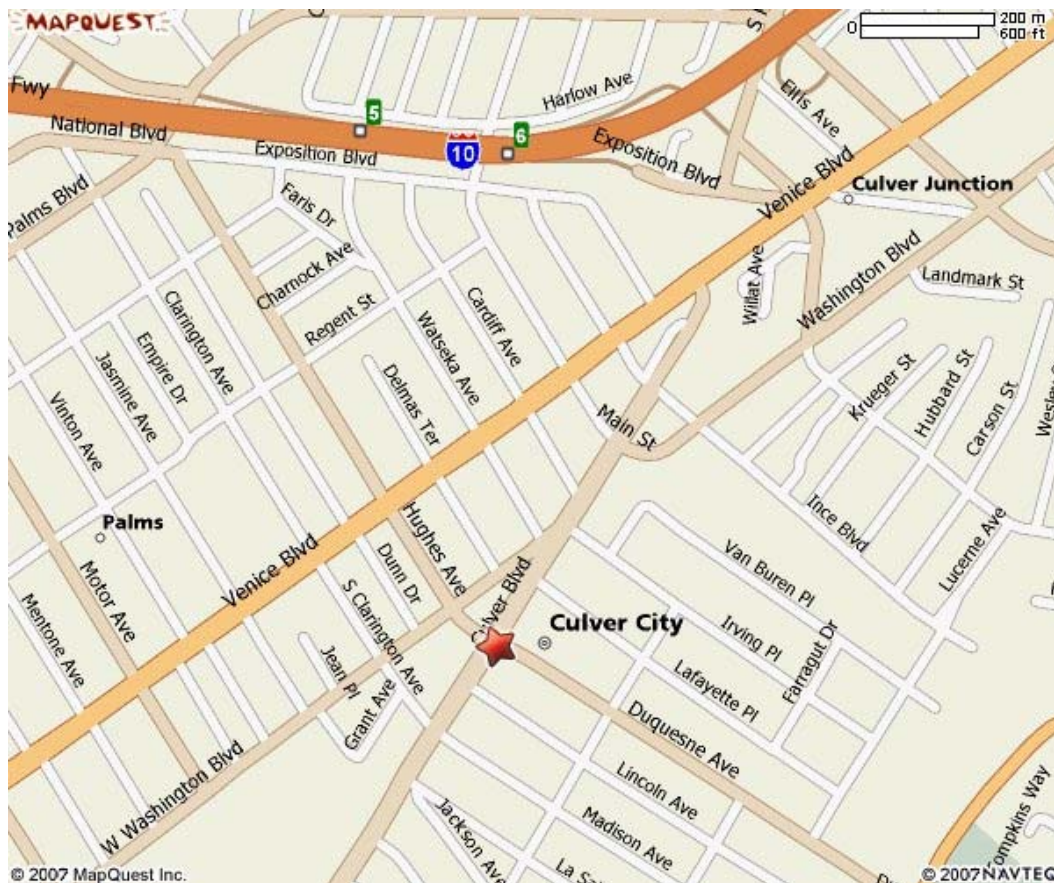 MAPQUEST
200 m
0
600 ft
Fwy
5
Harlow Ave
Ellis Ave
National Blvd
6
10
Exposition Blvd
Exposition Blvd
Venice Blvd
Culver Junction
Palms Blvd
Faris Dr
Charnock Ave
Willat Ave
Washington Blvd
Landmark St
Regent St
Clarington Ave
Cardiff Ave
Watseka Ave
Empire Dr
Jasmine Ave
Delmas Ter
Krueger St
Hubbard St
Carson St
Vinton Ave
Main St
Palms
Ince Blvd
Hughes Ave
Lucerne Ave
Venice Blvd
Dunn Dr
Van Buren Pl
Motor Ave
Culver Blvd
Mentone Ave
S Clarington Ave
Culver City
Irving Pl
Farragut Dr
Jean Pl
Lafayette Pl
Grant Ave
Duquesne Ave
W Washington Blvd
Lincoln Ave
Madison Ave
Jackson Ave
Tompkins Way
La Sa
© 2007 MapQuest Inc.
© 2007 NAVTEQ